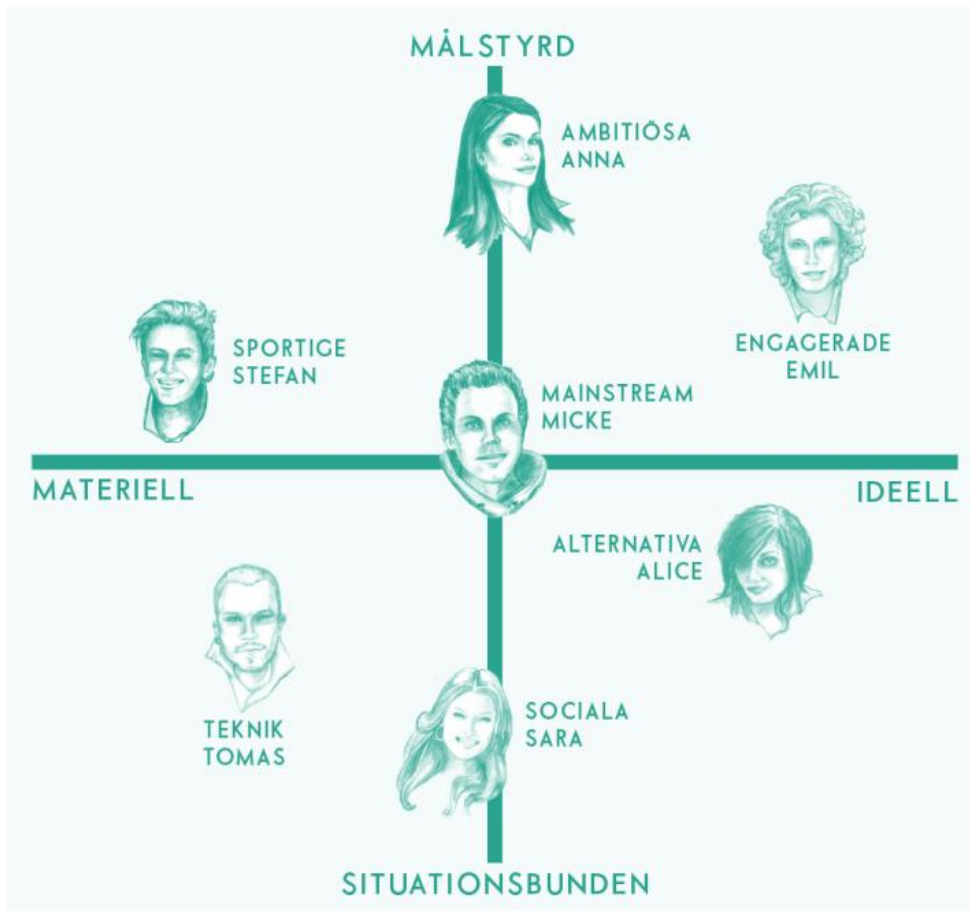 MÅLSTYRD
AMBITIÖSA
ANNA
ENGAGERADE
EMIL
SPORTIGE
STEFAN
MAINSTREAM
MICKE
MATERIELL
IDEELL
ALTERNATIVA
ALICE
TEKNIK
TOMAS
SOCIALA
SARA
SITUATIONSBUNDEN